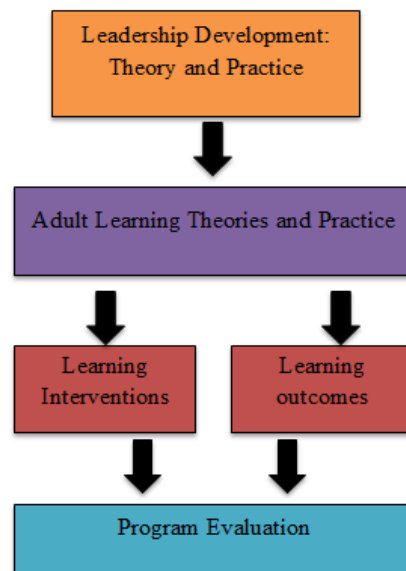 Leadership Development:
Theory and Practice
Adult Learning Theories and Practice
Learning
Interventions
Learning
outcomes
Program Evaluation